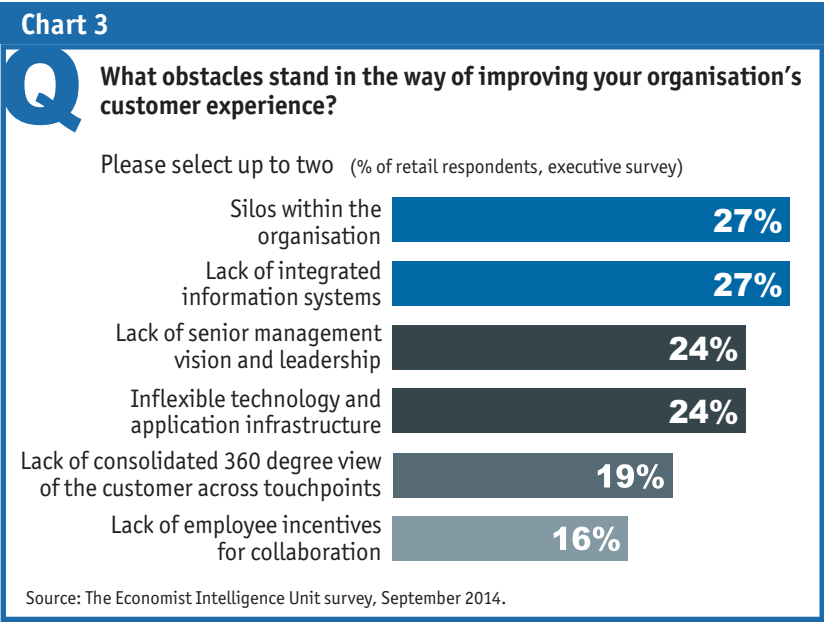 Chart 3
Q
What obstacles stand in the way of improving your organisation's
customer experience?
Please select up to two (% of retail respondents, executive survey)
Silos within the
organisation
27%
Lack of integrated
information systems
27%
Lack of senior management
vision and leadership
24%
Inflexible technology and
application infrastructure
24%
Lack of consolidated 360 degree view
of the customer across touchpoints
19%
Lack of employee incentives
for collaboration
16%
Source: The Economist Intelligence Unit survey, September 2014.